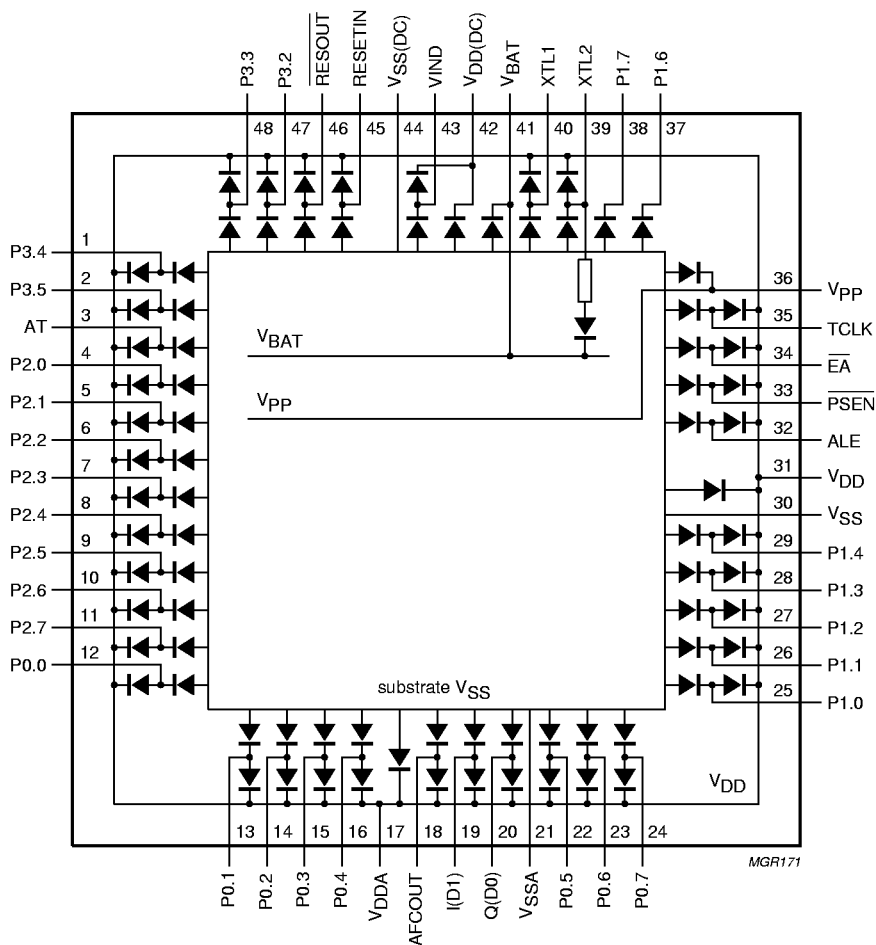 P3.3
P3.2
RESOUT
RESETIN
VSS(DC)
VIND
VDD(DC)
VBAT
XTL1
XTL2
P1.7
P1.6
48 47 46 45 44 43 42 41 40 39 38 37
P3.4 1
P3.5 2
AT 3
P2.0 4
P2.1 5
P2.2 6
P2.3 7
P2.4 8
P2.5 9
P2.6 10
P2.7 11
P0.0 12
VBAT
VPP
substrate VSS
VDD
36 VPP
35 TCLK
34 EA
33 PSEN
32 ALE
31 VDD
30 VSS
29 P1.4
28 P1.3
27 P1.2
26 P1.1
25 P1.0
13 14 15 16 17 18 19 20 21 22 23 24
P0.1
P0.2
P0.3
P0.4
VDDA
AFCOUT
I(D1)
Q(D0)
VSSA
P0.5
P0.6
P0.7
MGR171